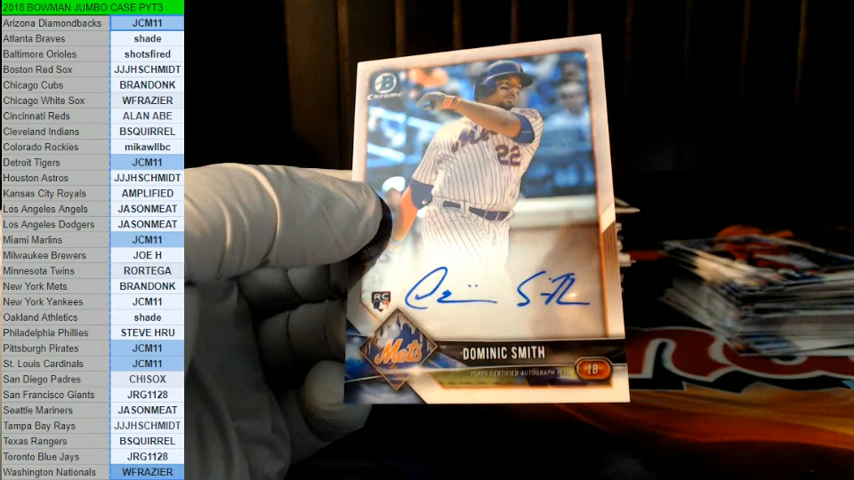 2018 BOWMAN JUMBO CASE PYT3
Arizona Diamondbacks JCM11
Atlanta Braves shade
Baltimore Orioles shotsfired
Boston Red Sox JJJHSCHMIDT
Chicago Cubs BRANDONK
Chicago White Sox WFRAZIER
Cincinnati Reds ALAN ABE
Cleveland Indians BSQUIRREL
Colorado Rockies mikawllbc
Detroit Tigers JCM11
Houston Astros JJJHSCHMIDT
Kansas City Royals AMPLIFIED
Los Angeles Angels JASONMEAT
Los Angeles Dodgers JASONMEAT
Miami Marlins JCM11
Milwaukee Brewers JOE H
Minnesota Twins RORTEGA
New York Mets BRANDONK
New York Yankees JCM11
Oakland Athletics shade
Philadelphia Phillies STEVE HRU
Pittsburgh Pirates JCM11
St. Louis Cardinals JCM11
San Diego Padres CHISOX
San Francisco Giants JRG1128
Seattle Mariners JASONMEAT
Tampa Bay Rays JJJHSCHMIDT
Texas Rangers BSQUIRREL
Toronto Blue Jays JRG1128
Washington Nationals WFRAZIER
B
Chrome
Mets
22
RC
Mets
DOMINIC SMITH
TOPPS CERTIFIED AUTOGRAPH
'18